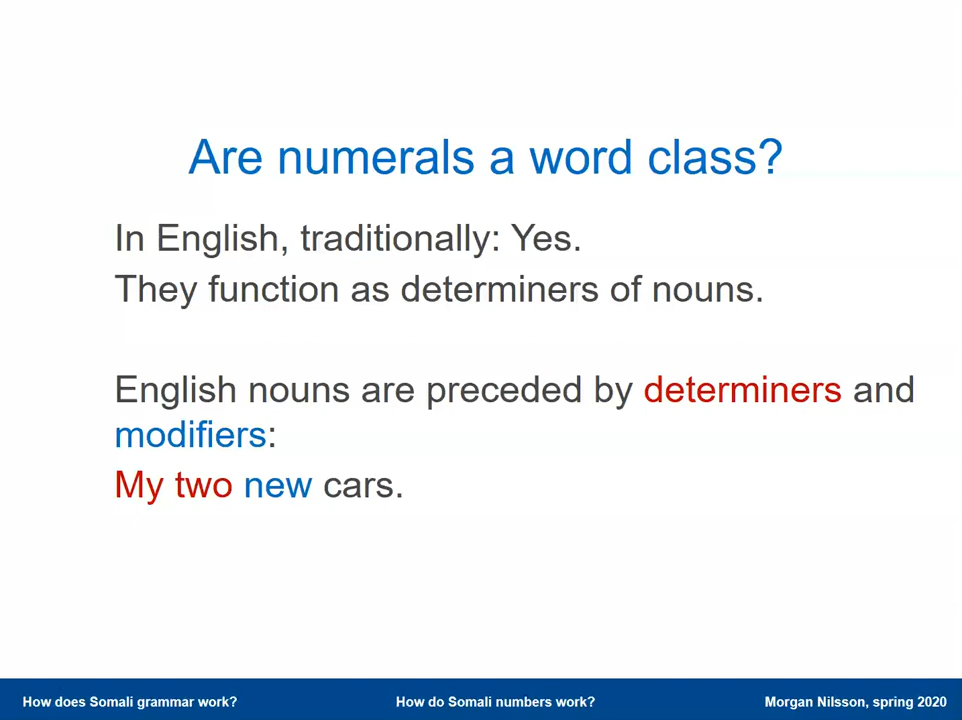 Are numerals a word class?
In English, traditionally: Yes.
They function as determiners of nouns.
English nouns are preceded by determiners and
modifiers:
My two new cars.
How does Somali grammar work? How do Somali numbers work? Morgan Nilsson, spring 2020